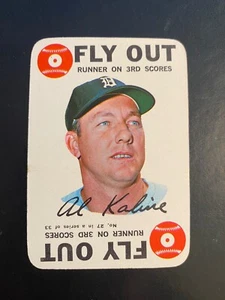 FLY OUT
RUNNER ON 3RD SCORES
D
Al Kaline
No. 27 in a series of 33
RUNNER ON 3RD SCORES
FLY OUT